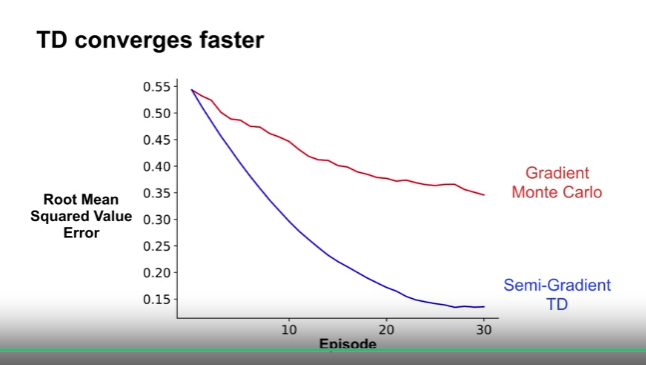 TD converges faster
0.55
0.50
0.45
0.40
0.35
0.30
0.25
0.20
0.15
Root Mean
Squared Value
Error
Gradient
Monte Carlo
Semi-Gradient
TD
10 20 30
Episode